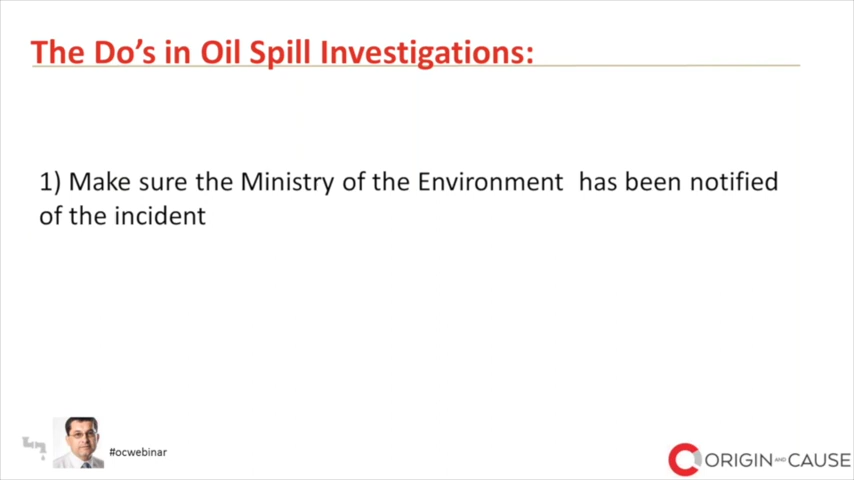 The Do's in Oil Spill Investigations:
1) Make sure the Ministry of the Environment has been notified
of the incident
#ocwebinar
ORIGIN AND CAUSE